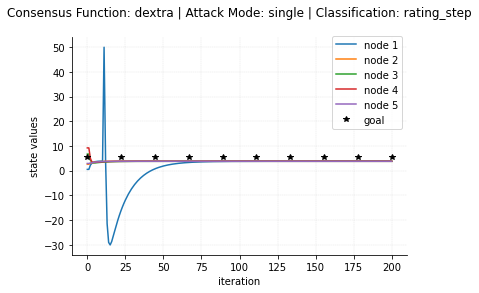 Consensus Function: dextra | Attack Mode: single | Classification: rating_step
node 1
node 2
node 3
node 4
node 5
goal
state values
50
40
30
20
10
0
−10
−20
−30
0 25 50 75 100 125 150 175 200
iteration